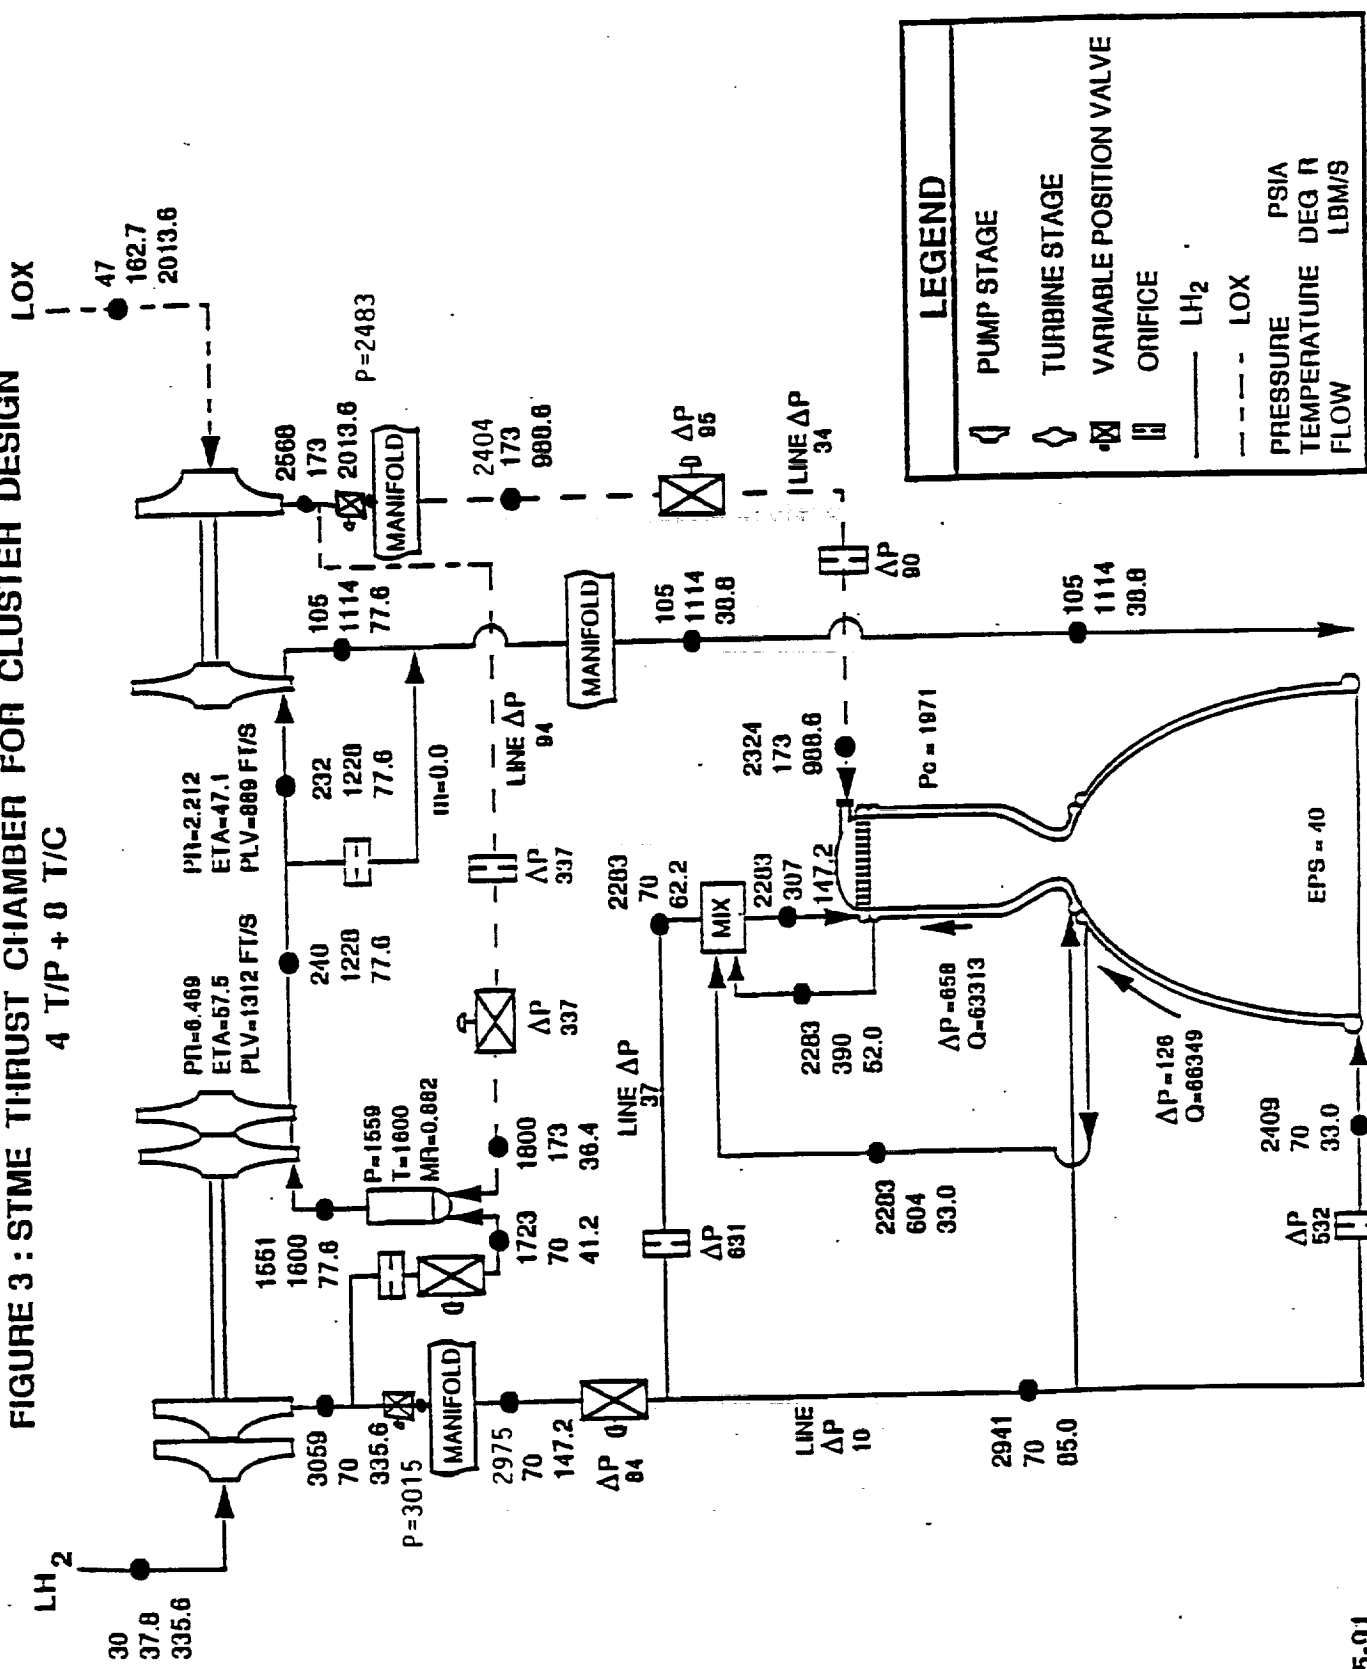 FIGURE 3 : STME THRUST CHAMBER FOR CLUSTER DESIGN
4 T/P + 8 T/C
LH2
30
37.8
335.6
3059
70
335.6
P=3015
MANIFOLD
2975
70
147.2
ΔP
84
LINE
ΔP
10
2941
70
85.0
1551
1600
77.6
P=1559
T=1600
MR=0.882
1723
70
41.2
1800
173
36.4
ΔP
337
ΔP
337
LINE ΔP
94
PR=6.469
ETA=57.5
PLV=1312 FT/S
240
1228
77.6
PR=2.212
ETA=47.1
PLV=889 FT/S
232
1228
77.6
m=0.0
105
1114
77.6
MANIFOLD
105
1114
38.8
105
1114
38.8
LOX
47
162.7
2013.6
2568
173
2013.6
P=2483
MANIFOLD
2404
173
988.6
ΔP
95
LINE ΔP
34
ΔP
90
2324
173
988.6
Pc = 1971
LINE ΔP
37
ΔP
631
2283
70
62.2
MIX
2283
307
147.2
2283
390
52.0
ΔP=658
Q=63313
2283
604
33.0
ΔP=126
Q=66349
2409
70
33.0
ΔP
532
EPS = 40
LEGEND
PUMP STAGE
TURBINE STAGE
VARIABLE POSITION VALVE
ORIFICE
LH2
LOX
PRESSURE PSIA
TEMPERATURE DEG R
FLOW LBM/S